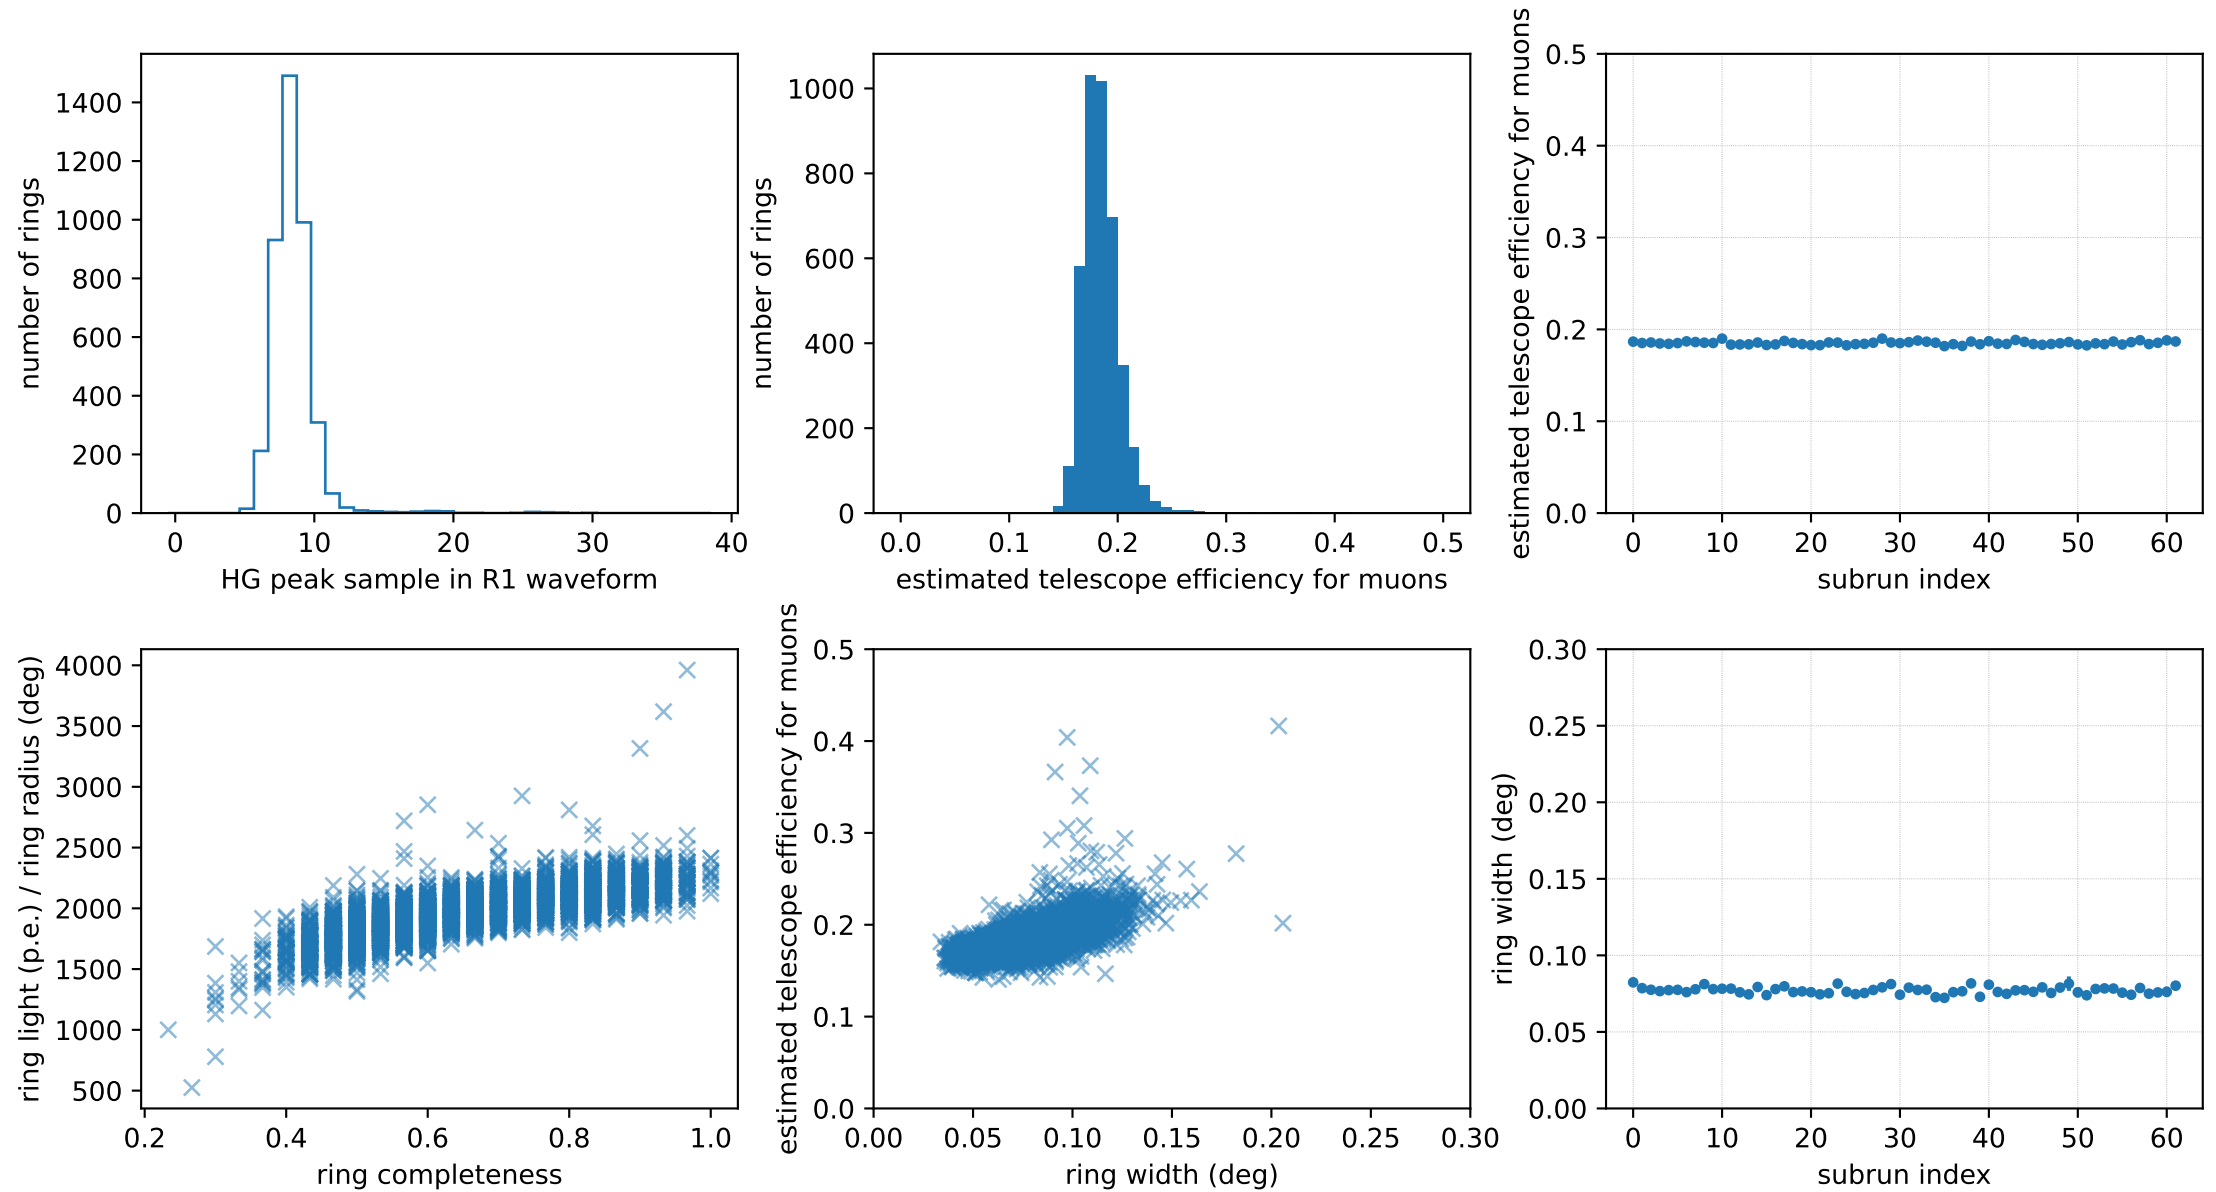 number of rings
1400
1200
1000
800
600
400
200
0
0 10 20 30 40
HG peak sample in R1 waveform
number of rings
1000
800
600
400
200
0
0.0 0.1 0.2 0.3 0.4 0.5
estimated telescope efficiency for muons
estimated telescope efficiency for muons
0.5
0.4
0.3
0.2
0.1
0.0
0 10 20 30 40 50 60
subrun index
ring light (p.e.) / ring radius (deg)
4000
3500
3000
2500
2000
1500
1000
500
0.2 0.4 0.6 0.8 1.0
ring completeness
estimated telescope efficiency for muons
0.5
0.4
0.3
0.2
0.1
0.0
0.00 0.05 0.10 0.15 0.20 0.25 0.30
ring width (deg)
ring width (deg)
0.30
0.25
0.20
0.15
0.10
0.05
0.00
0 10 20 30 40 50 60
subrun index